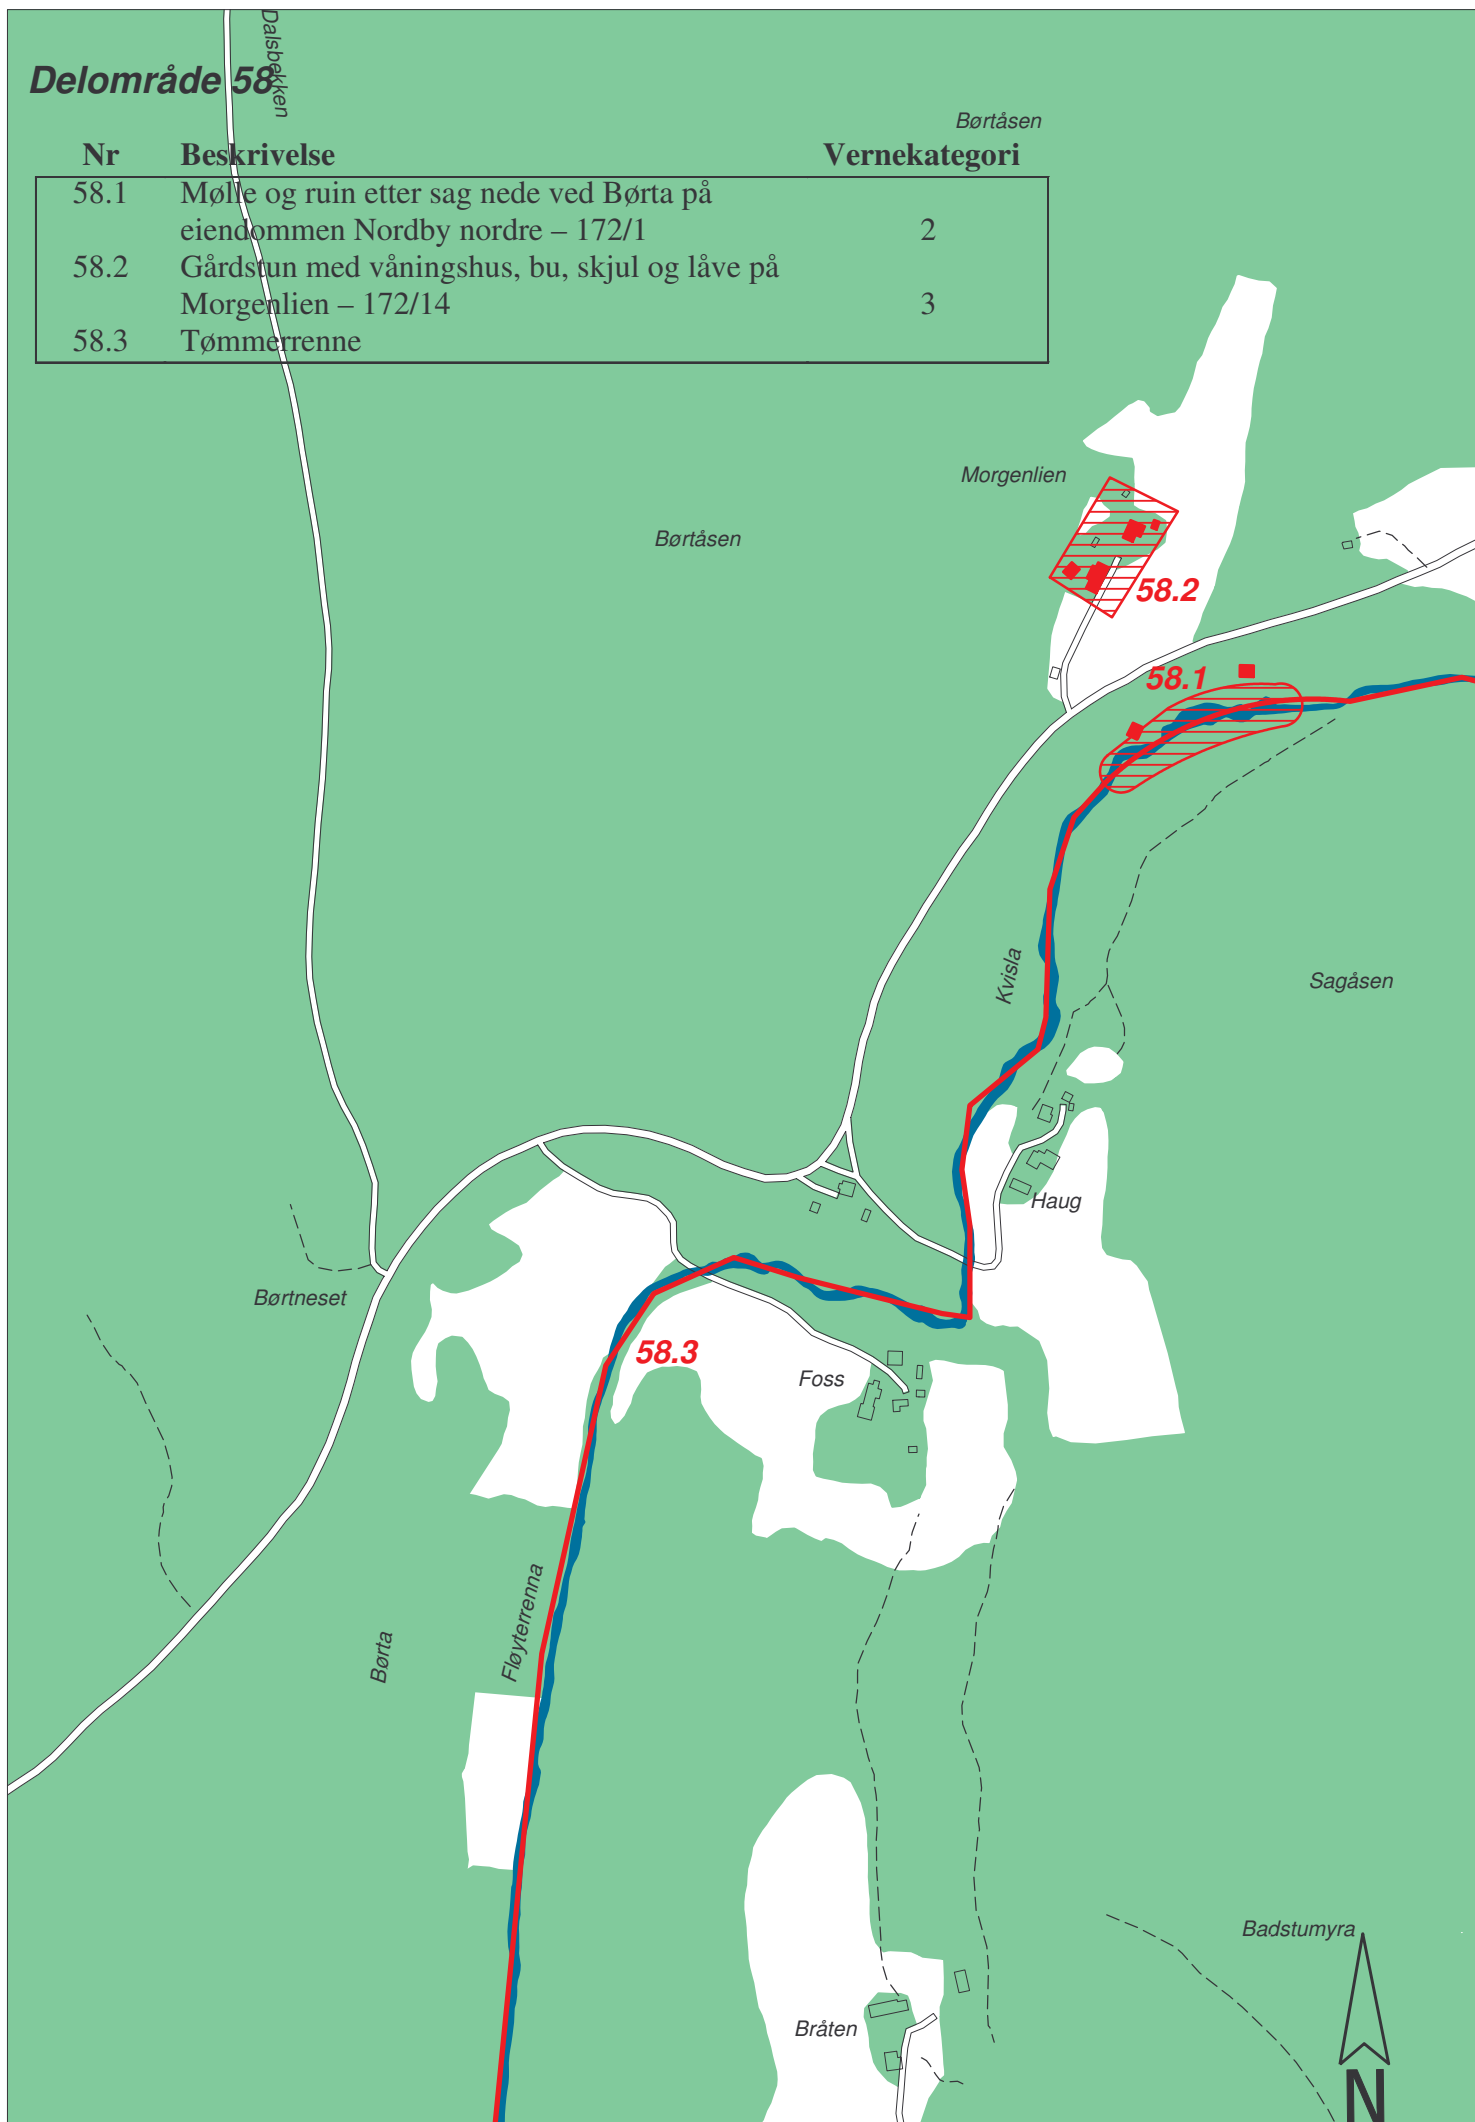 Dalsbekken
Delområde 58
Børtåsen
Nr Beskrivelse Vernekategori
58.1 Mølle og ruin etter sag nede ved Børta på
eiendommen Nordby nordre – 172/1 2
58.2 Gårdstun med våningshus, bu, skjul og låve på
Morgenlien – 172/14 3
58.3 Tømmerrenne
Morgenlien
Børtåsen
58.2
58.1
Kvisla
Sagåsen
Haug
Børtneset
58.3
Foss
Fløyterrenna
Børta
Badstumyra
Bråten
N